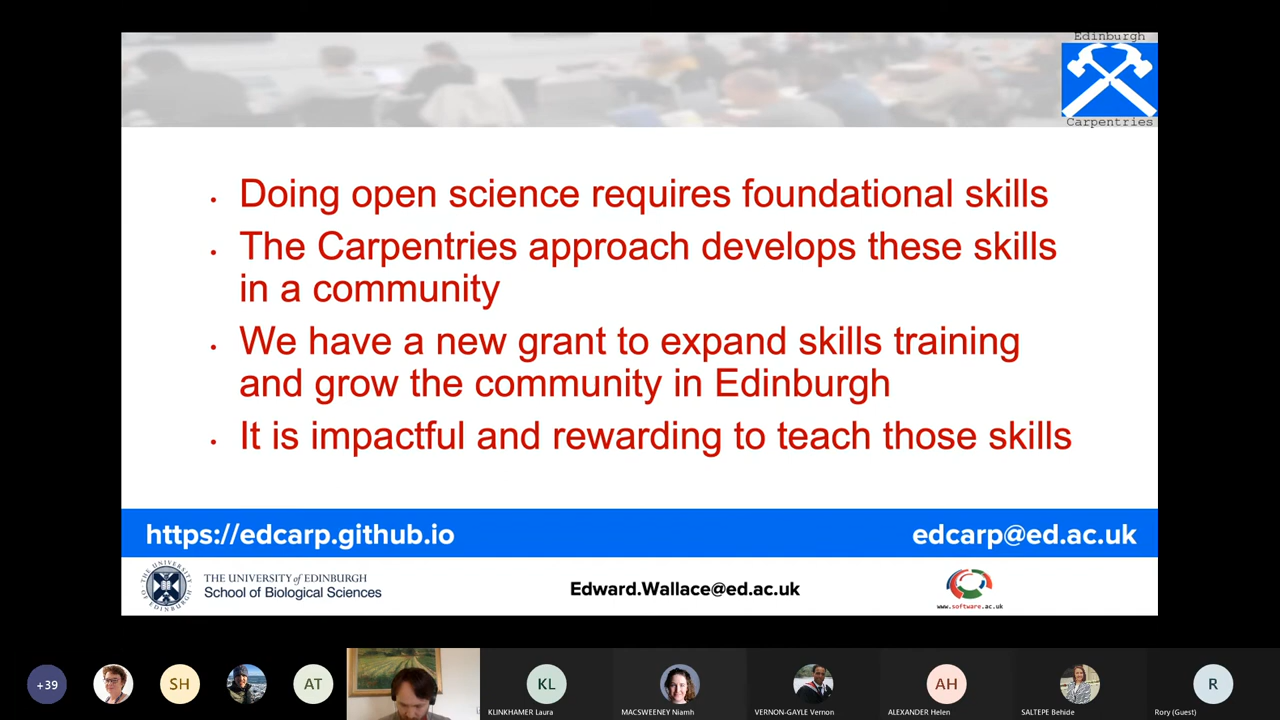 Edinburgh
Carpentries
• Doing open science requires foundational skills
• The Carpentries approach develops these skills
in a community
• We have a new grant to expand skills training
and grow the community in Edinburgh
• It is impactful and rewarding to teach those skills
https://edcarp.github.io
edcarp@ed.ac.uk
THE UNIVERSITY OF EDINBURGH
THE UNIVERSITY of EDINBURGH
School of Biological Sciences
Edward.Wallace@ed.ac.uk
www.software.ac.uk
+39
SH
AT
KL
KLINKHAMER Laura
MACSWEENEY Niamh
VERNON-GAYLE Vernon
AH
ALEXANDER Helen
SALTEPE Behide
R
Rory (Guest)